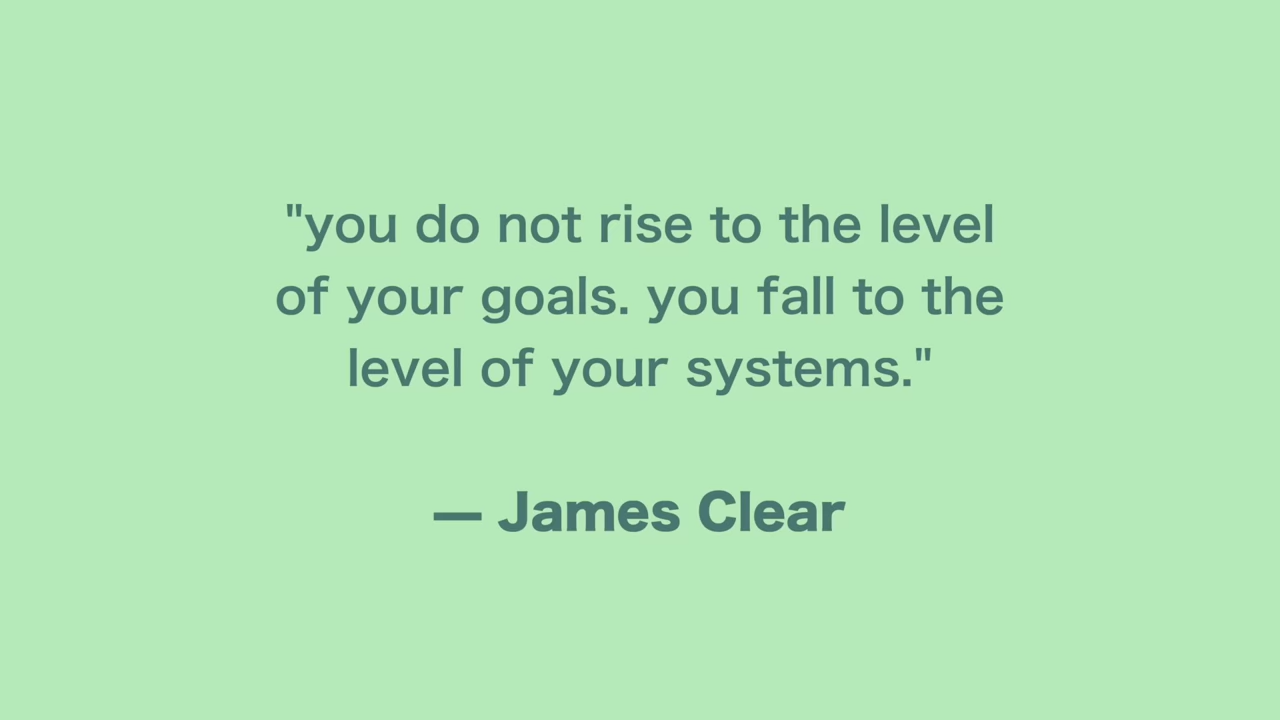 "you do not rise to the level
of your goals. you fall to the
level of your systems."
— James Clear